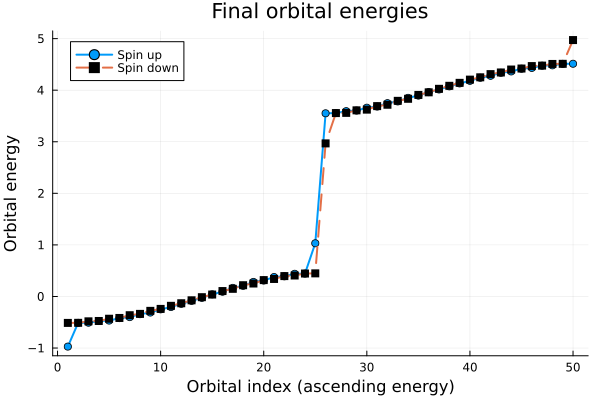 Final orbital energies
Spin up
Spin down
5
4
3
2
1
0
−1
Orbital energy
0
10
20
30
40
50
Orbital index (ascending energy)